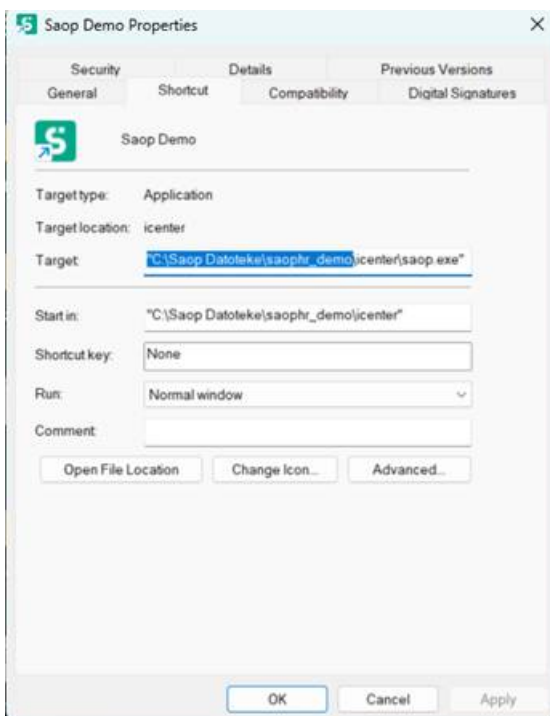 Saop Demo Properties
Security Details Previous Versions
General Shortcut Compatibility Digital Signatures
Saop Demo
Target type: Application
Target location: icenter
Target: "C:\Saop Datoteke\saophr_demo\icenter\saop.exe"
Start in: "C:\Saop Datoteke\saophr_demo\icenter"
Shortcut key: None
Run: Normal window
Comment:
Open File Location Change Icon... Advanced...
OK Cancel Apply